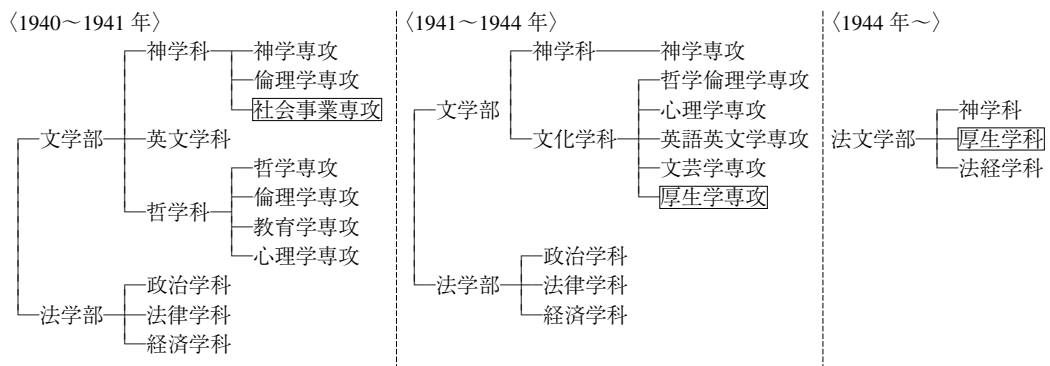 〈1940～1941 年〉
文学部
神学科
神学専攻
倫理学専攻
社会事業専攻
英文学科
哲学科
哲学専攻
倫理学専攻
教育学専攻
心理学専攻
法学部
政治学科
法律学科
経済学科
〈1941～1944 年〉
文学部
神学科
神学専攻
文化学科
哲学倫理学専攻
心理学専攻
英語英文学専攻
文芸学専攻
厚生学専攻
法学部
政治学科
法律学科
経済学科
〈1944 年～〉
法文学部
神学科
厚生学科
法経学科